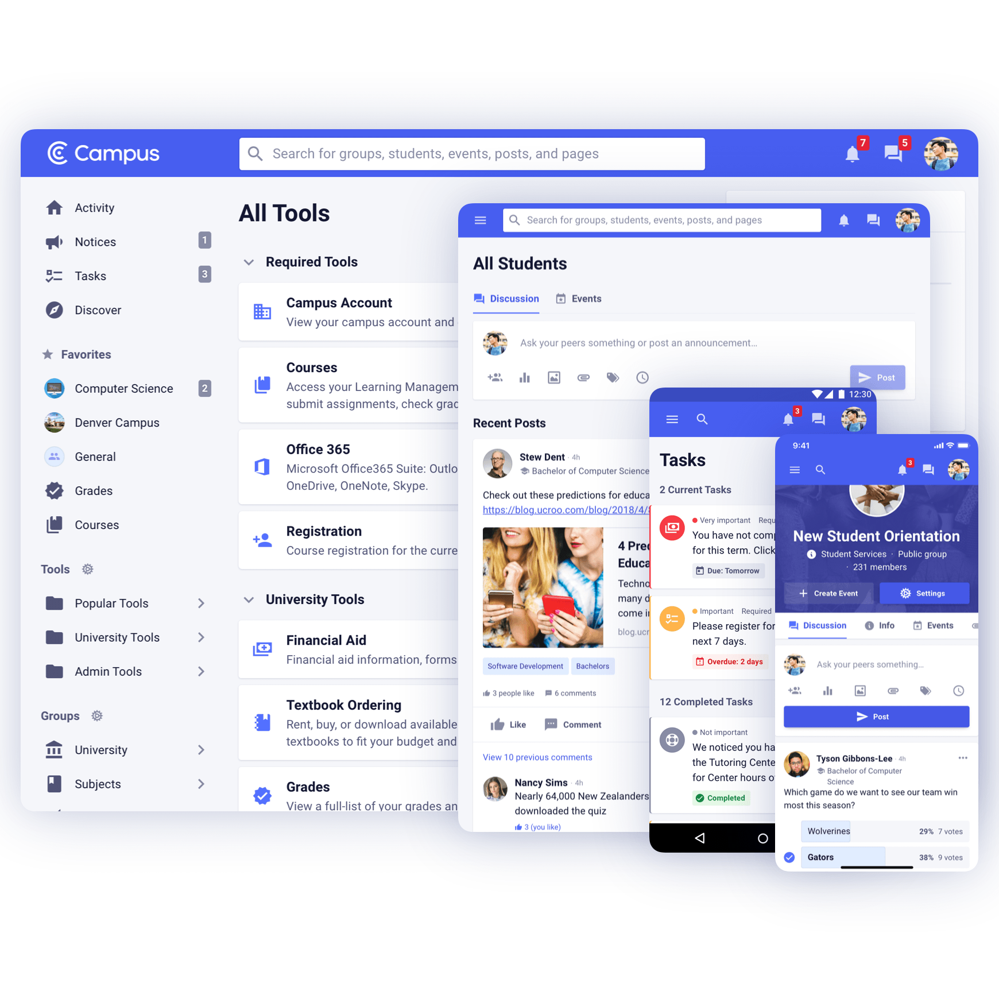 Campus
Search for groups, students, events, posts, and pages
7
5
Activity
Notices
1
Tasks
3
Discover
Favorites
Computer Science
2
Denver Campus
General
Grades
Courses
Tools
Popular Tools
University Tools
Admin Tools
Groups
University
Subjects
All Tools
Required Tools
Campus Account
View your campus account and
Courses
Access your Learning Managem
submit assignments, check grad
Office 365
Microsoft Office365 Suite: Outlo
OneDrive, OneNote, Skype.
Registration
Course registration for the curre
University Tools
Financial Aid
Financial aid information, forms
Textbook Ordering
Rent, buy, or download available
textbooks to fit your budget and
Grades
View a full-list of your grades an
Search for groups, students, events, posts, and pages
All Students
Discussion
Events
Ask your peers something or post an announcement...
Post
Recent Posts
Stew Dent · 4h
Bachelor of Computer Science
Check out these predictions for educa
https://blog.ucroo.com/blog/2018/4/
4 Pred
Educa
Techno
many d
come i
blog.ucr
Software Development
Bachelors
3 people like
6 comments
Like
Comment
View 10 previous comments
Nancy Sims · 4h
Nearly 64,000 New Zealanders
downloaded the quiz
3 (you like)
12:30
3
Tasks
2 Current Tasks
Very important Requ
You have not comp
for this term. Click
Due: Tomorrow
Important Required
Please register for
next 7 days.
Overdue: 2 days
12 Completed Tasks
Not important
We noticed you ha
the Tutoring Cente
for Center hours o
Completed
9:41
3
New Student Orientation
Student Services · Public group
· 231 members
Create Event
Settings
Discussion
Info
Events
Ask your peers something...
Post
Tyson Gibbons-Lee · 4h
Bachelor of Computer
Science
Which game do we want to see our team win
most this season?
Wolverines 29% 7 votes
Gators 38% 9 votes